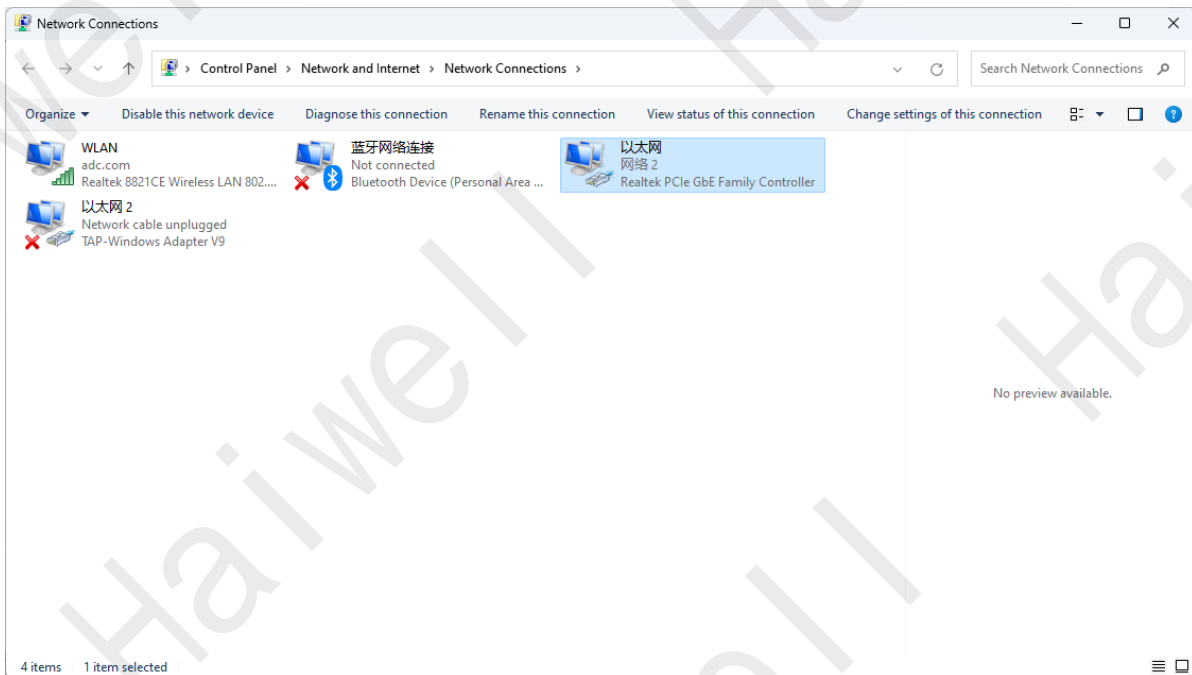 Network Connections
Control Panel > Network and Internet > Network Connections >
Search Network Connections
Organize
Disable this network device
Diagnose this connection
Rename this connection
View status of this connection
Change settings of this connection
WLAN
adc.com
Realtek 8821CE Wireless LAN 802....
蓝牙网络连接
Not connected
Bluetooth Device (Personal Area ...
以太网
网络 2
Realtek PCIe GbE Family Controller
以太网 2
Network cable unplugged
TAP-Windows Adapter V9
No preview available.
4 items
1 item selected
Haiwell